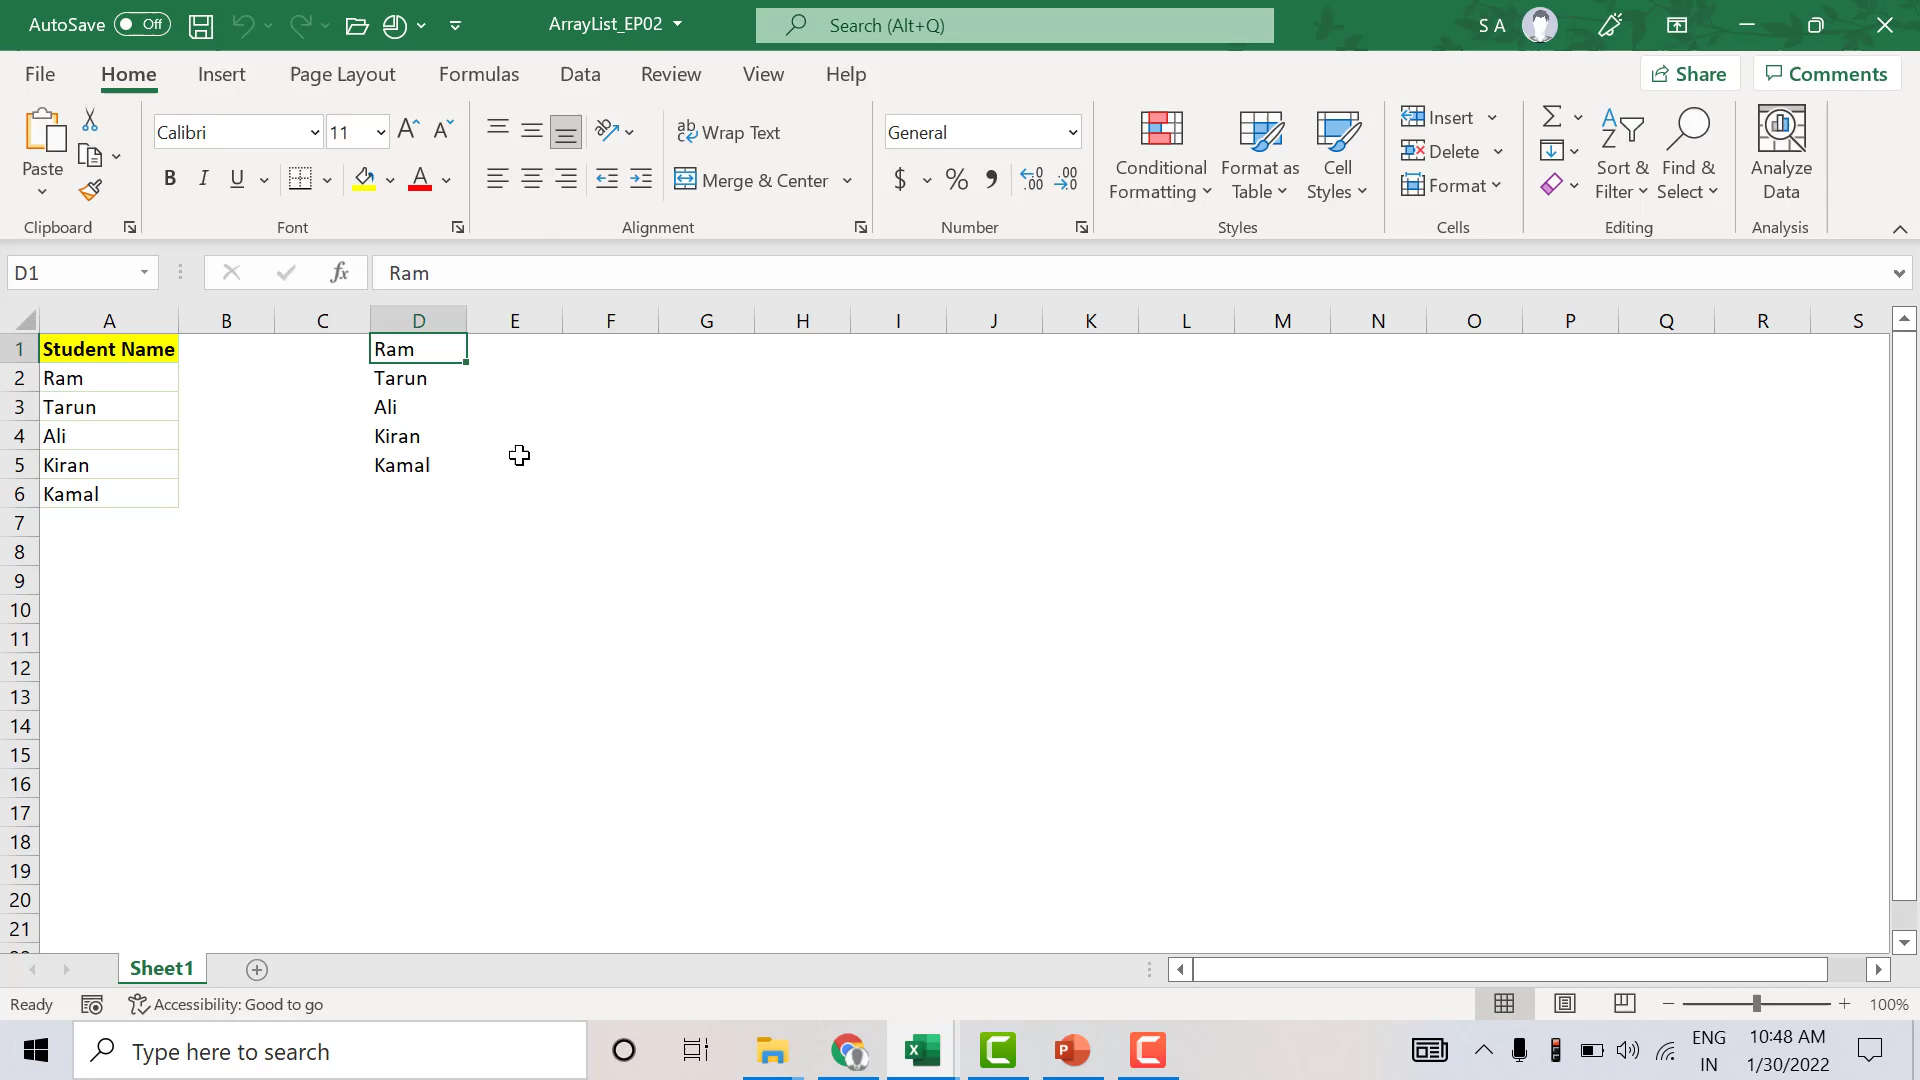 AutoSave Off ArrayList_EP02 Search (Alt+Q) S A
File Home Insert Page Layout Formulas Data Review View Help Share Comments
Calibri 11 Wrap Text General Insert
Paste Conditional Formatting Format as Table Cell Styles Delete Sort & Filter Find & Select Analyze Data
B I U Merge & Center $ % Format
Clipboard Font Alignment Number Styles Cells Editing Analysis
D1 fx Ram
A B C D E F G H I J K L M N O P Q R S
1 Student Name Ram
2 Ram Tarun
3 Tarun Ali
4 Ali Kiran
5 Kiran Kamal
6 Kamal
7
8
9
10
11
12
13
14
15
16
17
18
19
20
21
Sheet1
Ready Accessibility: Good to go 100%
Type here to search ENG 10:48 AM
IN 1/30/2022